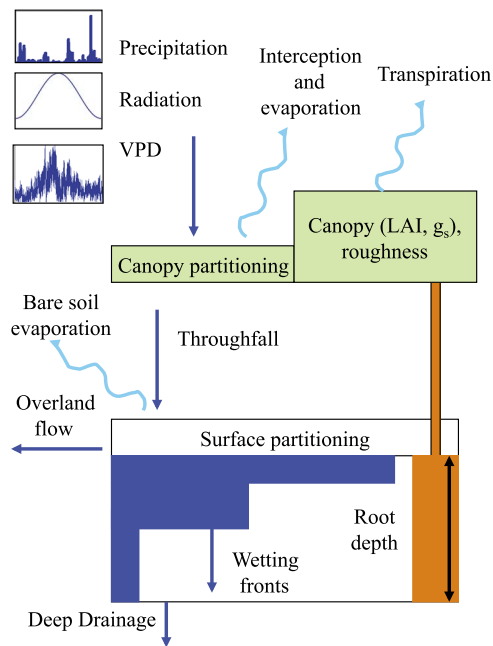 Precipitation
Radiation
VPD
Interception
and
evaporation
Transpiration
Canopy (LAI, gs),
roughness
Canopy partitioning
Bare soil
evaporation
Throughfall
Overland
flow
Surface partitioning
Root
depth
Wetting
fronts
Deep Drainage